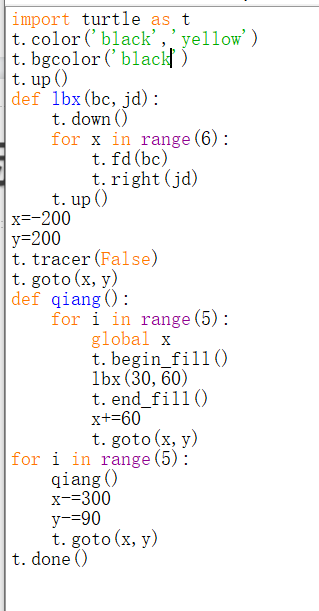 import turtle as t
t.color('black','yellow')
t.bgcolor('black')
t.up()
def lbx(bc,jd):
    t.down()
    for x in range(6):
        t.fd(bc)
        t.right(jd)
    t.up()
x=-200
y=200
t.tracer(False)
t.goto(x,y)
def qiang():
    for i in range(5):
        global x
        t.begin_fill()
        lbx(30,60)
        t.end_fill()
        x+=60
        t.goto(x,y)
for i in range(5):
    qiang()
    x-=300
    y-=90
    t.goto(x,y)
t.done()